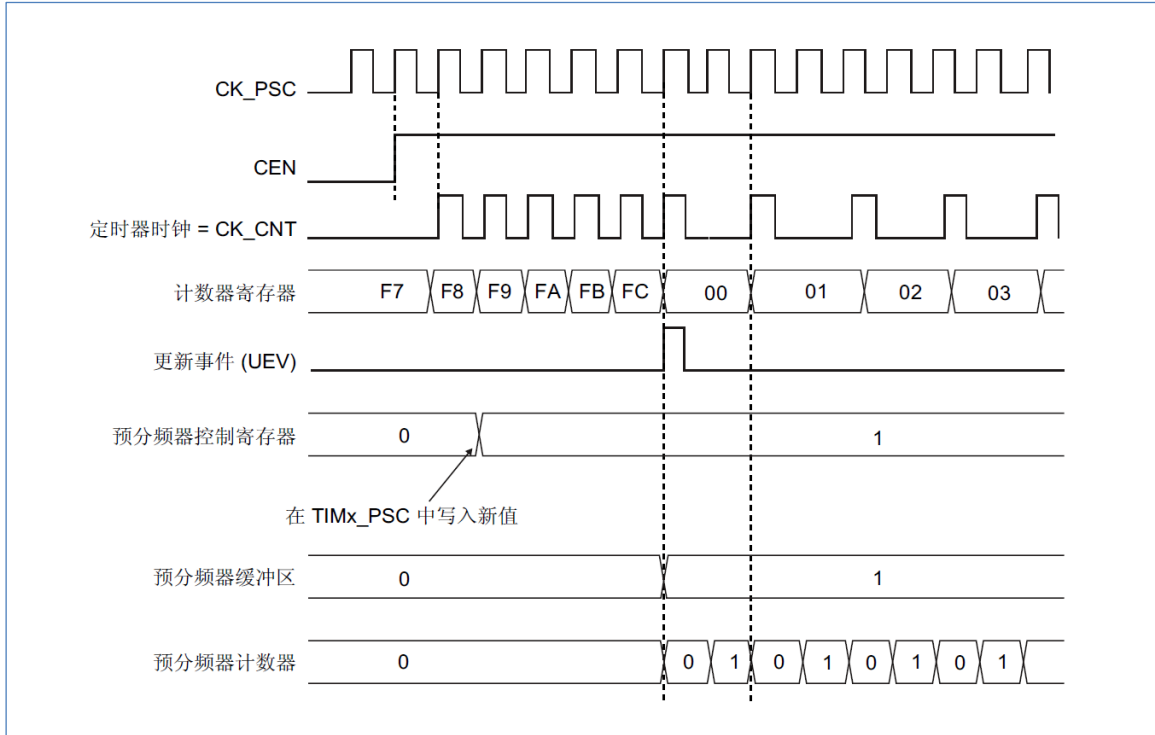 CK_PSC
CEN
定时器时钟 = CK_CNT
计数器寄存器 F7 F8 F9 FA FB FC 00 01 02 03
更新事件 (UEV)
预分频器控制寄存器 0 1
在 TIMx_PSC 中写入新值
预分频器缓冲区 0 1
预分频器计数器 0 0 1 0 1 0 1 0 1